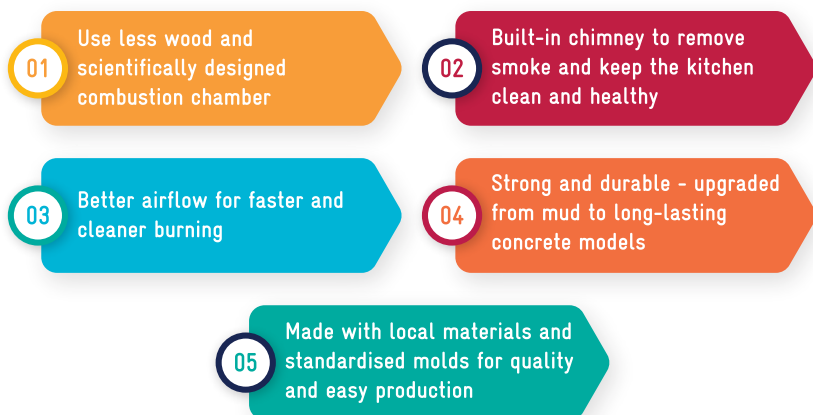 01
Use less wood and
scientifically designed
combustion chamber
02
Built-in chimney to remove
smoke and keep the kitchen
clean and healthy
03
Better airflow for faster and
cleaner burning
04
Strong and durable - upgraded
from mud to long-lasting
concrete models
05
Made with local materials and
standardised molds for quality
and easy production